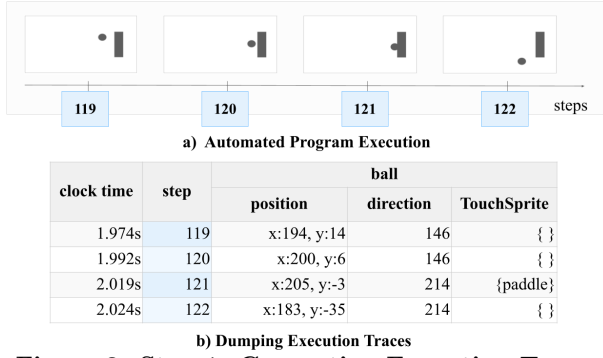 119 120 121 122 steps
a) Automated Program Execution
clock time step ball
position direction TouchSprite
1.974s 119 x:194, y:14 146 { }
1.992s 120 x:200, y:6 146 { }
2.019s 121 x:205, y:-3 214 {paddle}
2.024s 122 x:183, y:-35 214 { }
b) Dumping Execution Traces